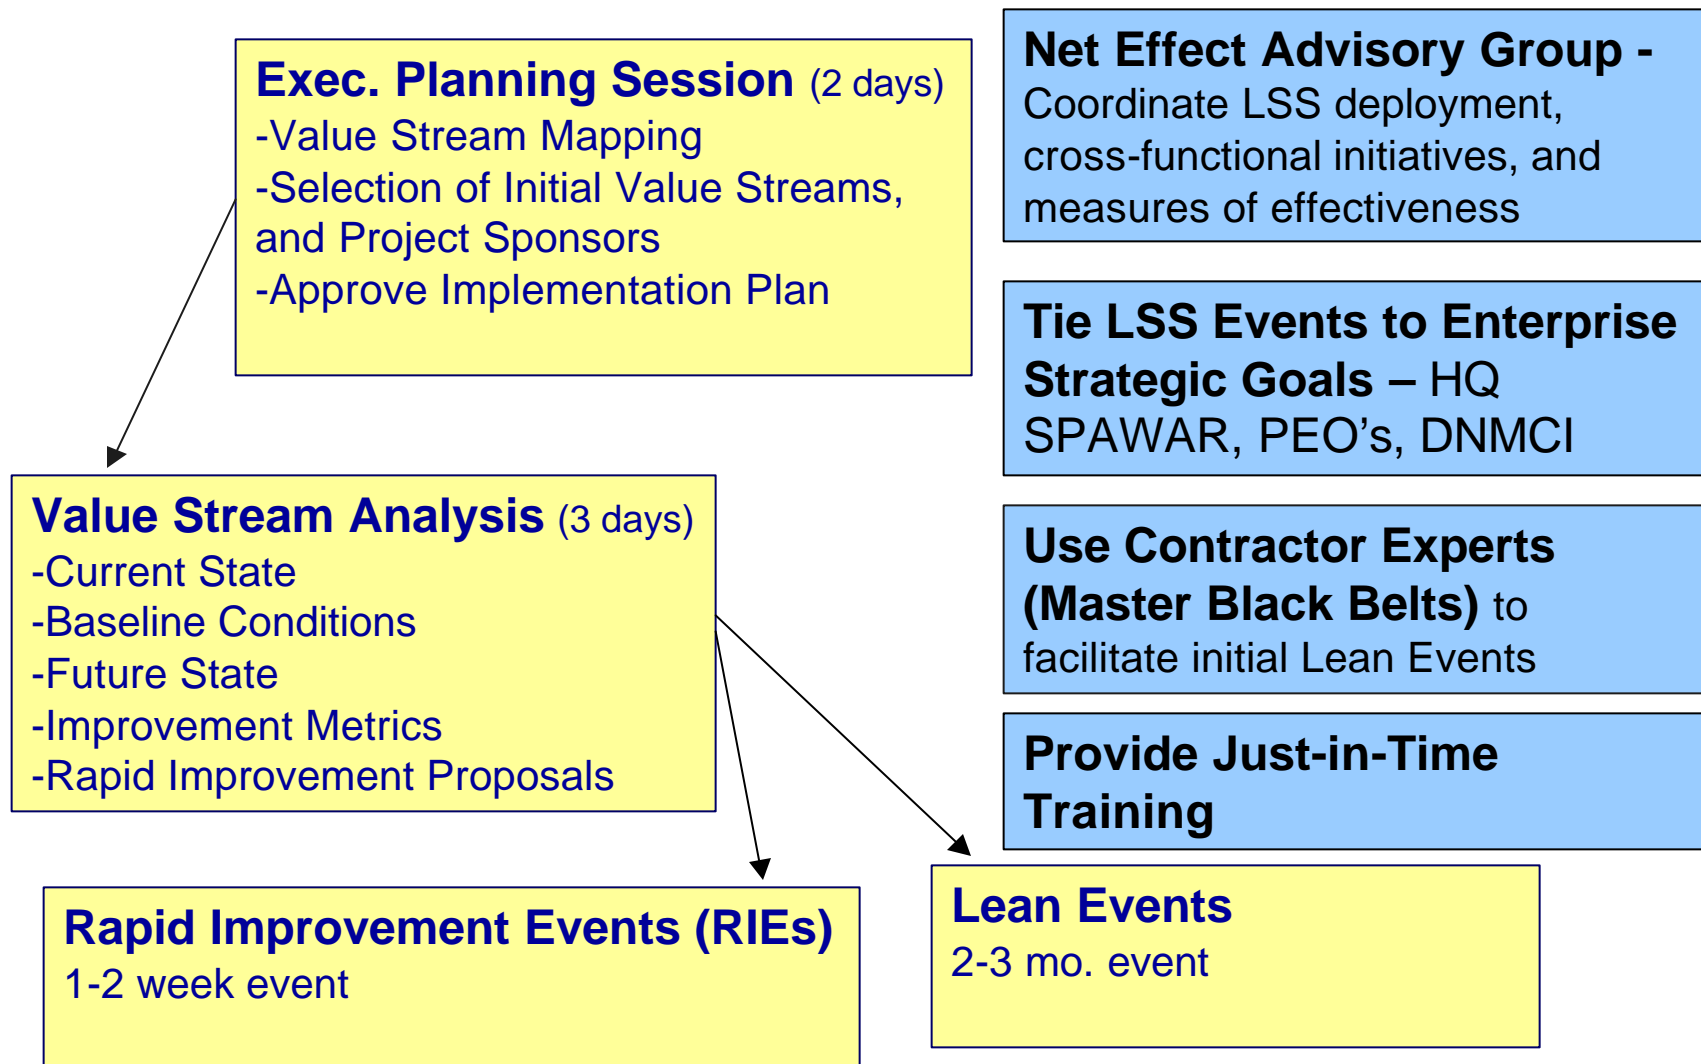 Exec. Planning Session (2 days)
-Value Stream Mapping
-Selection of Initial Value Streams,
and Project Sponsors
-Approve Implementation Plan
Net Effect Advisory Group -
Coordinate LSS deployment,
cross-functional initiatives, and
measures of effectiveness
Tie LSS Events to Enterprise
Strategic Goals – HQ
SPAWAR, PEO’s, DNMCI
Value Stream Analysis (3 days)
-Current State
-Baseline Conditions
-Future State
-Improvement Metrics
-Rapid Improvement Proposals
Use Contractor Experts
(Master Black Belts) to
facilitate initial Lean Events
Provide Just-in-Time
Training
Rapid Improvement Events (RIEs)
1-2 week event
Lean Events
2-3 mo. event